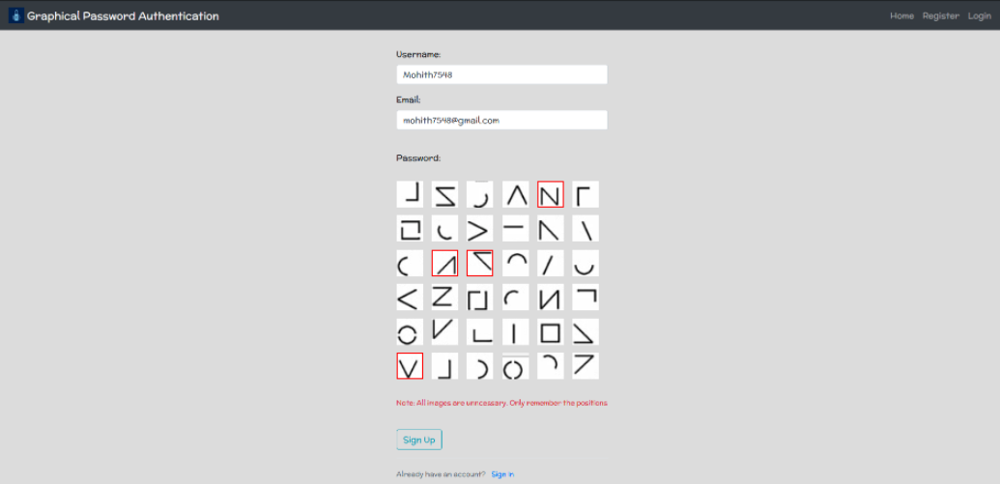 Graphical Password Authentication Home Register Login
Username:
Mohith7548
Email:
mohith7548@gmail.com
Password:
Note: All images are unncessary. Only remember the positions
Sign Up
Already have an account? Sign In